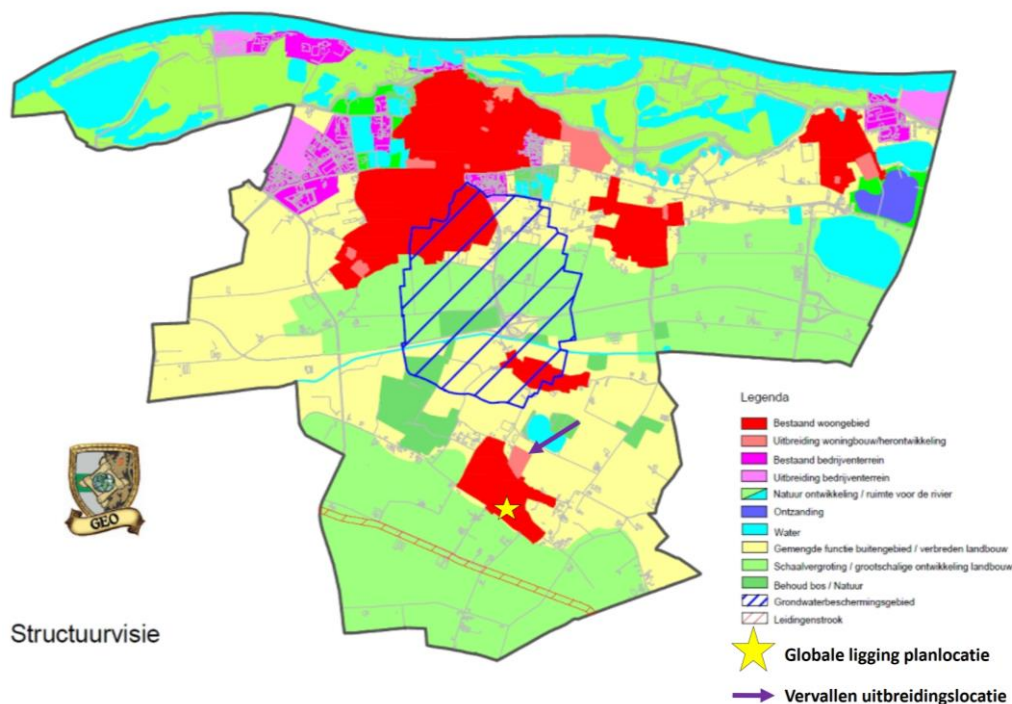 Legenda
Bestaand woongebied
Uitbreiding woningbouw/herontwikkeling
Bestaand bedrijventerrein
Uitbreiding bedrijventerrein
Natuur ontwikkeling / ruimte voor de rivier
Ontzanding
Water
Gemengde functie buitengebied / verbreden landbouw
Schaalvergroting / grootschalige ontwikkeling landbouw
Behoud bos / Natuur
Grondwaterbeschermingsgebied
Leidingenstrook
GEO
Structuurvisie
Globale ligging planlocatie
Vervallen uitbreidingslocatie